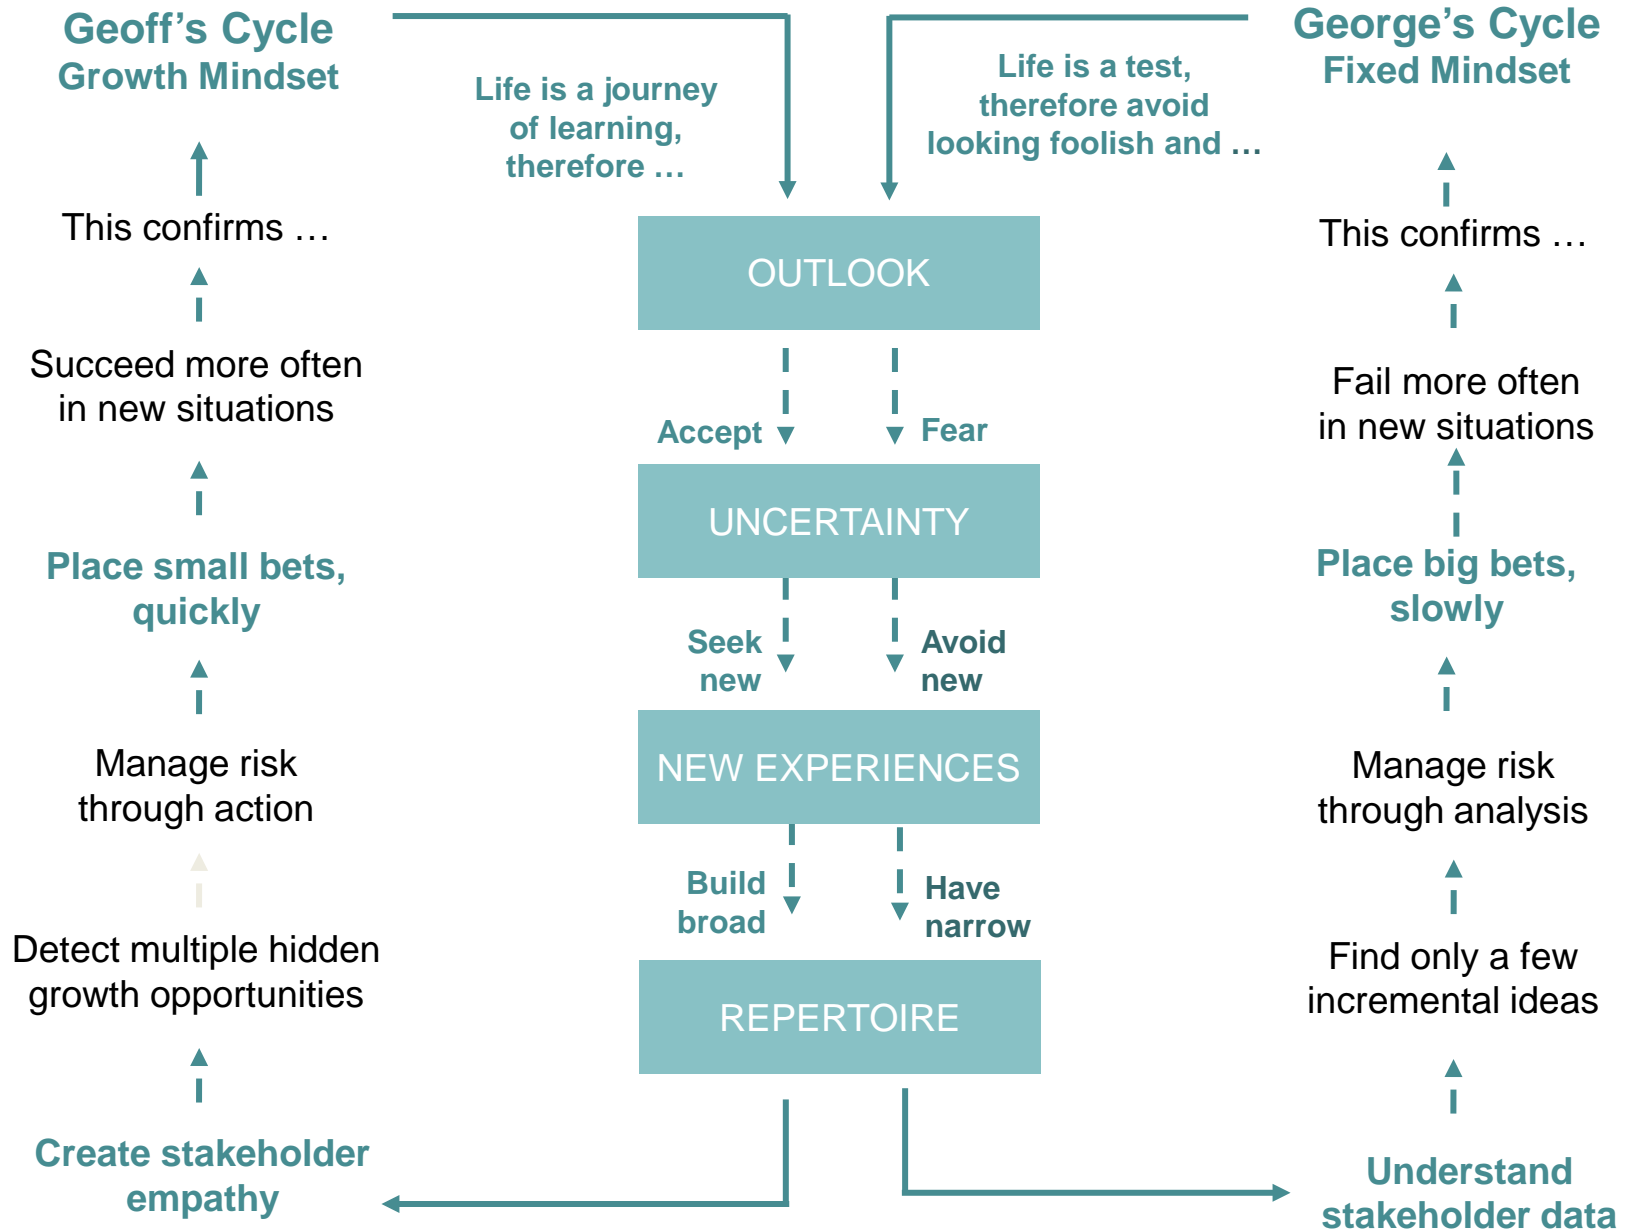 Geoff’s Cycle
Growth Mindset
This confirms …
Succeed more often
in new situations
Place small bets,
quickly
Manage risk
through action
Detect multiple hidden
growth opportunities
Create stakeholder
empathy
Life is a journey
of learning,
therefore …
Life is a test,
therefore avoid
looking foolish and …
OUTLOOK
Accept
Fear
UNCERTAINTY
Seek
new
Avoid
new
NEW EXPERIENCES
Build
broad
Have
narrow
REPERTOIRE
George’s Cycle
Fixed Mindset
This confirms …
Fail more often
in new situations
Place big bets,
slowly
Manage risk
through analysis
Find only a few
incremental ideas
Understand
stakeholder data